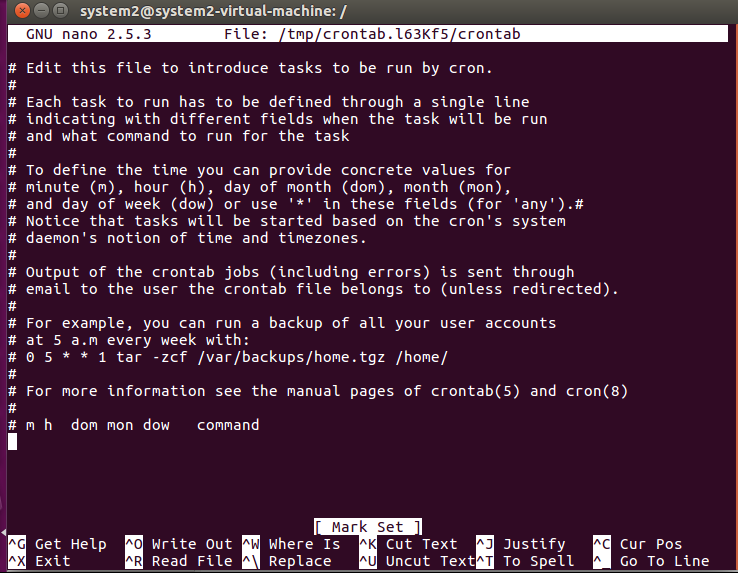 system2@system2-virtual-machine: /
GNU nano 2.5.3 File: /tmp/crontab.l63Kf5/crontab
# Edit this file to introduce tasks to be run by cron.
#
# Each task to run has to be defined through a single line
# indicating with different fields when the task will be run
# and what command to run for the task
#
# To define the time you can provide concrete values for
# minute (m), hour (h), day of month (dom), month (mon),
# and day of week (dow) or use '*' in these fields (for 'any').#
# Notice that tasks will be started based on the cron's system
# daemon's notion of time and timezones.
#
# Output of the crontab jobs (including errors) is sent through
# email to the user the crontab file belongs to (unless redirected).
#
# For example, you can run a backup of all your user accounts
# at 5 a.m every week with:
# 0 5 * * 1 tar -zcf /var/backups/home.tgz /home/
#
# For more information see the manual pages of crontab(5) and cron(8)
#
# m h  dom mon dow   command
[ Mark Set ]
^G Get Help ^O Write Out ^W Where Is ^K Cut Text ^J Justify ^C Cur Pos
^X Exit ^R Read File ^\ Replace ^U Uncut Text ^T To Spell ^_ Go To Line